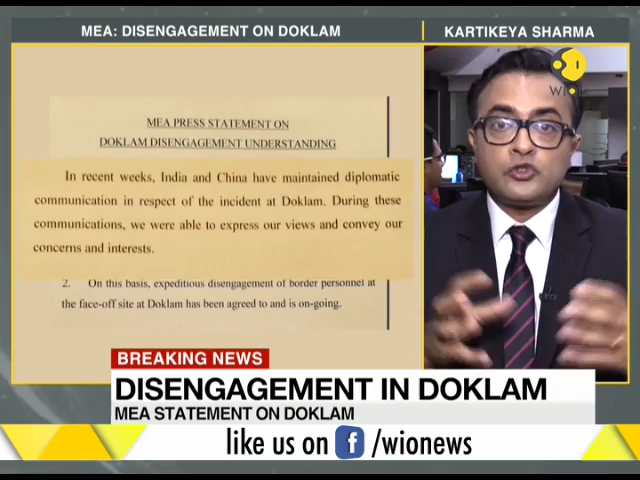 MEA: DISENGAGEMENT ON DOKLAM
KARTIKEYA SHARMA
WIO
MEA PRESS STATEMENT ON
DOKLAM DISENGAGEMENT UNDERSTANDING
In recent weeks, India and China have maintained diplomatic
communication in respect of the incident at Doklam. During these
communications, we were able to express our views and convey our
concerns and interests.
2. On this basis, expeditious disengagement of border personnel at
the face-off site at Doklam has been agreed to and is on-going.
BREAKING NEWS
DISENGAGEMENT IN DOKLAM
MEA STATEMENT ON DOKLAM
like us on f /wionews